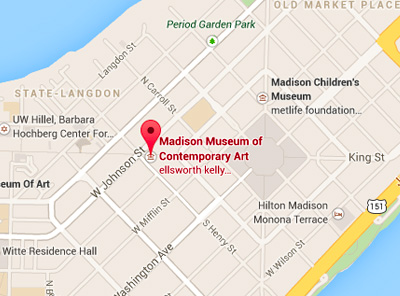 OLD MARKET PLACE
Period Garden Park
Langdon St
STATE-LANGDON
N Carroll St
Madison Children's
Museum
metlife foundation...
UW Hillel, Barbara
Hochberg Center For...
Madison Museum of
Contemporary Art
ellsworth kelly...
King St
W Johnson St
um Of Art
W Mifflin St
S Henry St
Hilton Madison
Monona Terrace
151
Witte Residence Hall
Washington Ave
W Wilson St